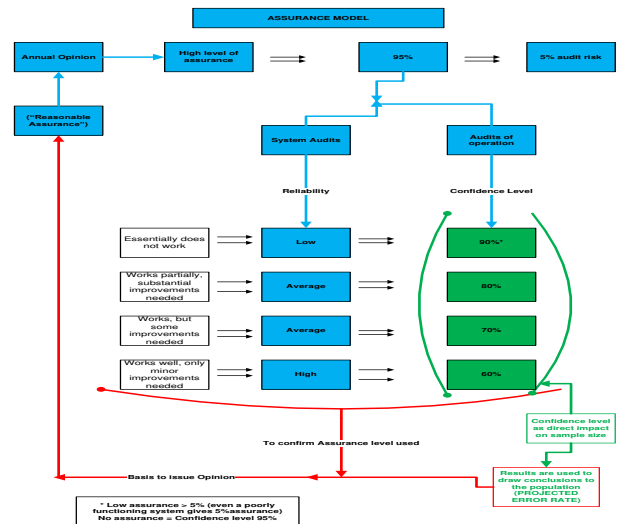 ASSURANCE MODEL
Annual Opinion
High level of
assurance
95%
5% audit risk
("Reasonable
Assurance")
System Audits
Audits of
operation
Reliability
Confidence Level
Essentially does
not work
Low
90%*
Works partially,
substantial
improvements
needed
Average
80%
Works, but
some
improvements
needed
Average
70%
Works well, only
minor
improvements
needed
High
60%
Confidence level
as direct impact
on sample size
To confirm Assurance level used
Basis to issue Opinion
Results are used to
draw conclusions to
the population
(PROJECTED
ERROR RATE)
* Low assurance > 5% (even a poorly
functioning system gives 5%assurance)
No assurance = Confidence level 95%